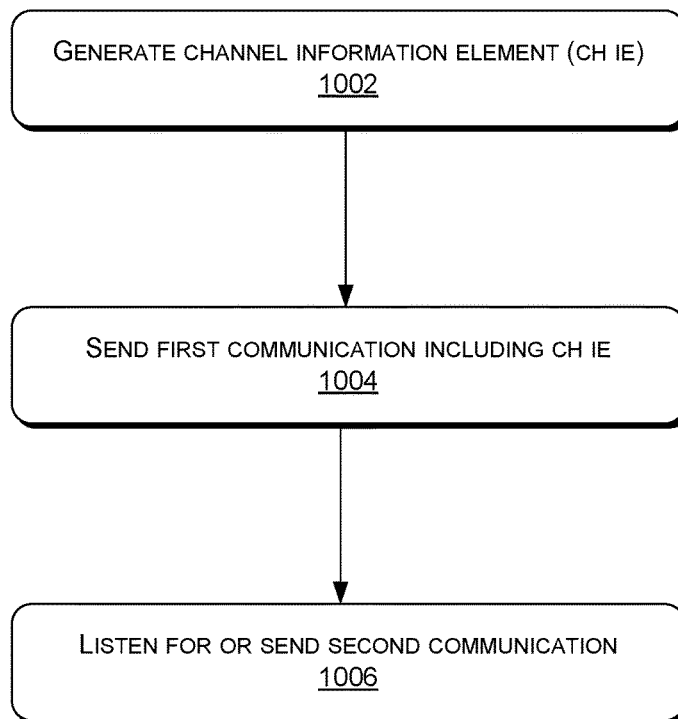 GENERATE CHANNEL INFORMATION ELEMENT (CH IE)
1002
SEND FIRST COMMUNICATION INCLUDING CH IE
1004
LISTEN FOR OR SEND SECOND COMMUNICATION
1006